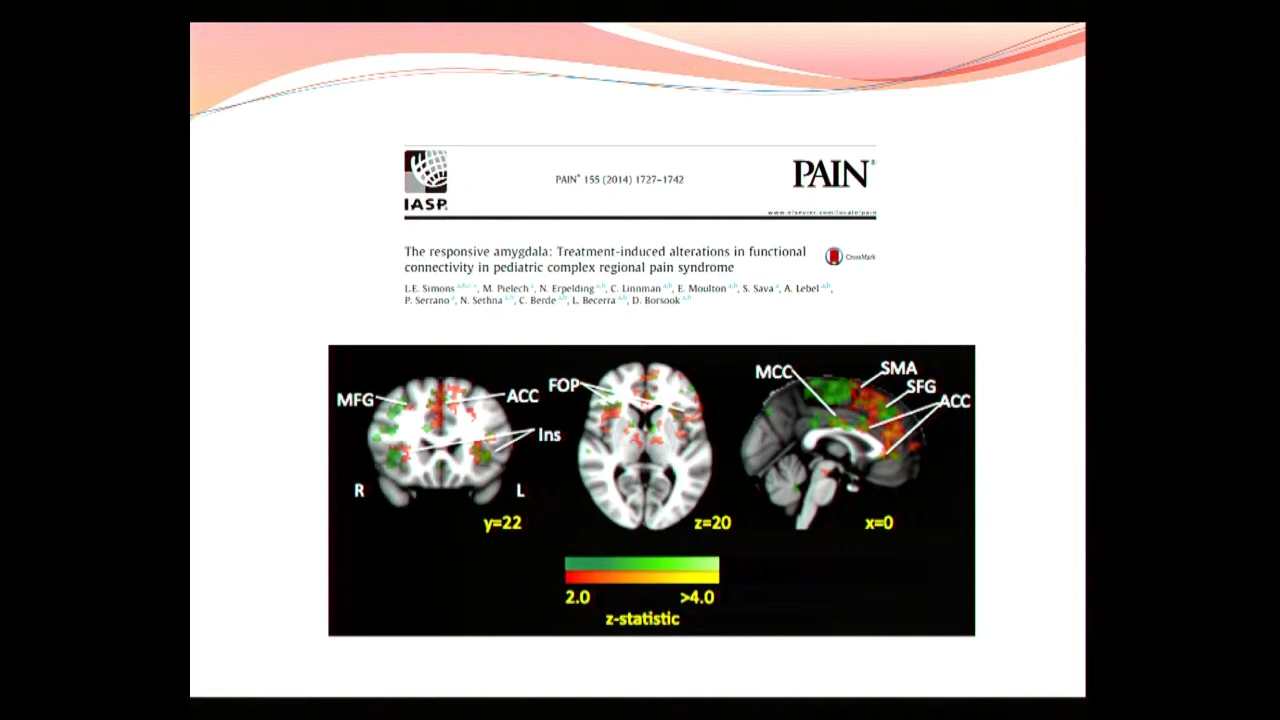 IASP
PAIN® 155 (2014) 1727–1742
PAIN®
www.elsevier.com/locate/pain
The responsive amygdala: Treatment-induced alterations in functional
connectivity in pediatric complex regional pain syndrome
CrossMark
L.E. Simons, M. Pielech, N. Erpelding, C. Linnman, E. Moulton, S. Sava, A. Lebel,
P. Serrano, N. Sethna, C. Berde, L. Becerra, D. Borsook
MFG
ACC
Ins
R
L
y=22
FOP
z=20
MCC
SMA
SFG
ACC
x=0
2.0
>4.0
z-statistic